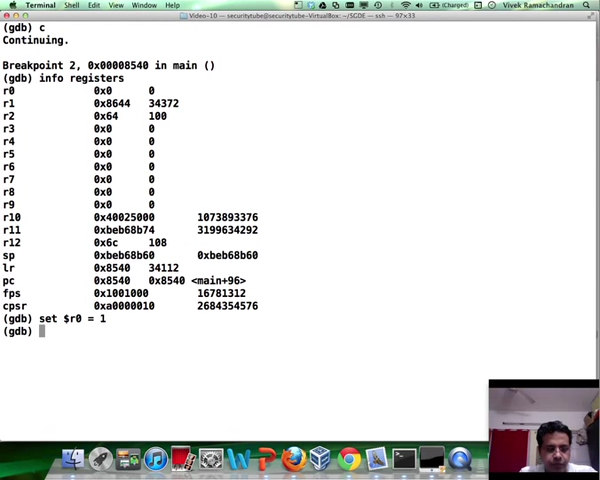 Terminal Shell Edit View Window Help (Charged) Vivek Ramachandran
Video-10 — securitytube@securitytube-VirtualBox: ~/SGDE — ssh — 97×33
(gdb) c
Continuing.
Breakpoint 2, 0x00008540 in main ()
(gdb) info registers
r0 0x0 0
r1 0x8644 34372
r2 0x64 100
r3 0x0 0
r4 0x0 0
r5 0x0 0
r6 0x0 0
r7 0x0 0
r8 0x0 0
r9 0x0 0
r10 0x40025000 1073893376
r11 0xbeb68b74 3199634292
r12 0x6c 108
sp 0xbeb68b60 0xbeb68b60
lr 0x8540 34112
pc 0x8540 0x8540 <main+96>
fps 0x1001000 16781312
cpsr 0xa0000010 2684354576
(gdb) set $r0 = 1
(gdb)